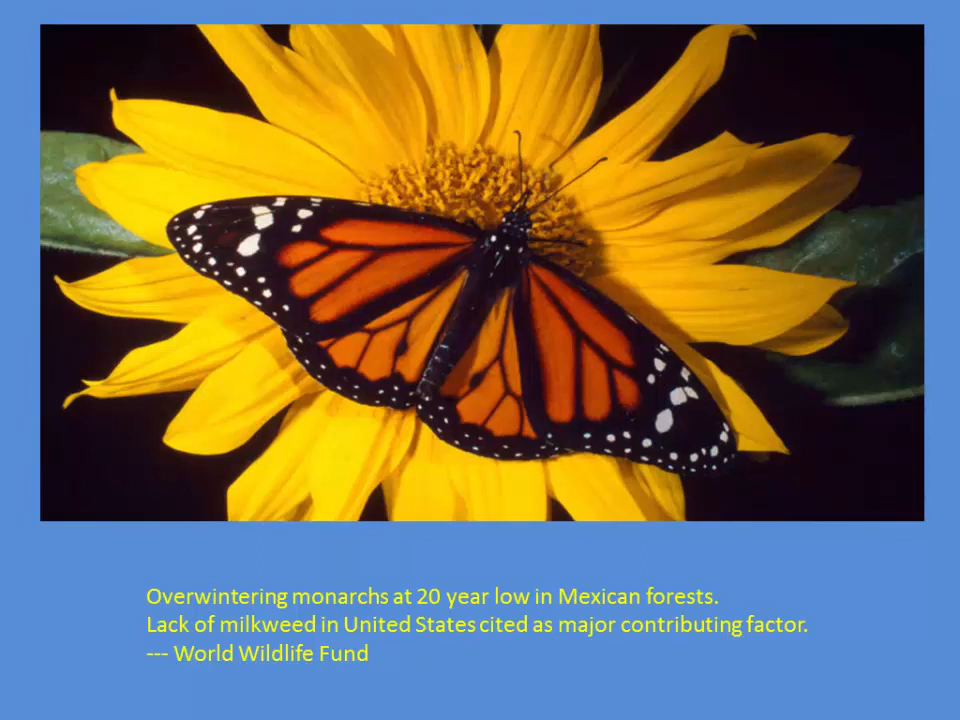 Overwintering monarchs at 20 year low in Mexican forests.
Lack of milkweed in United States cited as major contributing factor.
--- World Wildlife Fund